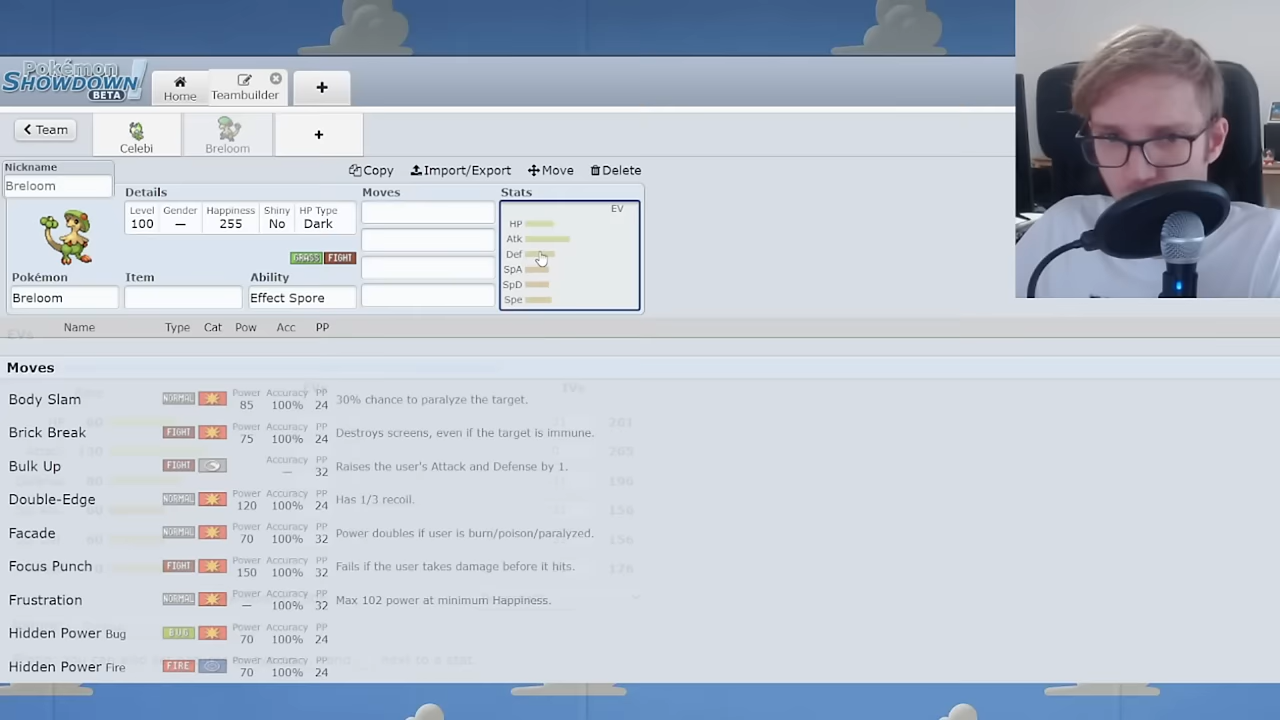 Pokémon
SHOWDOWN!
BETA
Home
Teambuilder
+
Team
Celebi
Breloom
+
Nickname
Breloom
Copy
Import/Export
Move
Delete
Details
Moves
Stats
Level
Gender
Happiness
Shiny
HP Type
100
—
255
No
Dark
EV
HP
Atk
Def
SpA
SpD
Spe
GRASS
FIGHT
Pokémon
Item
Ability
Breloom
Effect Spore
Name
Type
Cat
Pow
Acc
PP
EVs
Moves
IVs
Body Slam NORMAL Power 85 Accuracy 100% PP 24 30% chance to paralyze the target.
Brick Break FIGHT Power 75 Accuracy 100% PP 24 Destroys screens, even if the target is immune.
Bulk Up FIGHT Accuracy — PP 32 Raises the user's Attack and Defense by 1.
Double-Edge NORMAL Power 120 Accuracy 100% PP 24 Has 1/3 recoil.
Facade NORMAL Power 70 Accuracy 100% PP 32 Power doubles if user is burn/poison/paralyzed.
Focus Punch FIGHT Power 150 Accuracy 100% PP 32 Fails if the user takes damage before it hits.
Frustration NORMAL Power — Accuracy 100% PP 32 Max 102 power at minimum Happiness.
Hidden Power Bug BUG Power 70 Accuracy 100% PP 24
Hidden Power Fire FIRE Power 70 Accuracy 100% PP 24